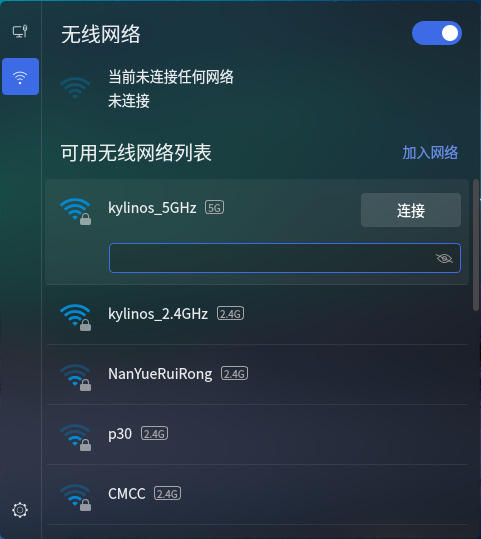 无线网络
当前未连接任何网络
未连接
可用无线网络列表 加入网络
kylinos_5GHz 5G 连接
kylinos_2.4GHz 2.4G
NanYueRuiRong 2.4G
p30 2.4G
CMCC 2.4G